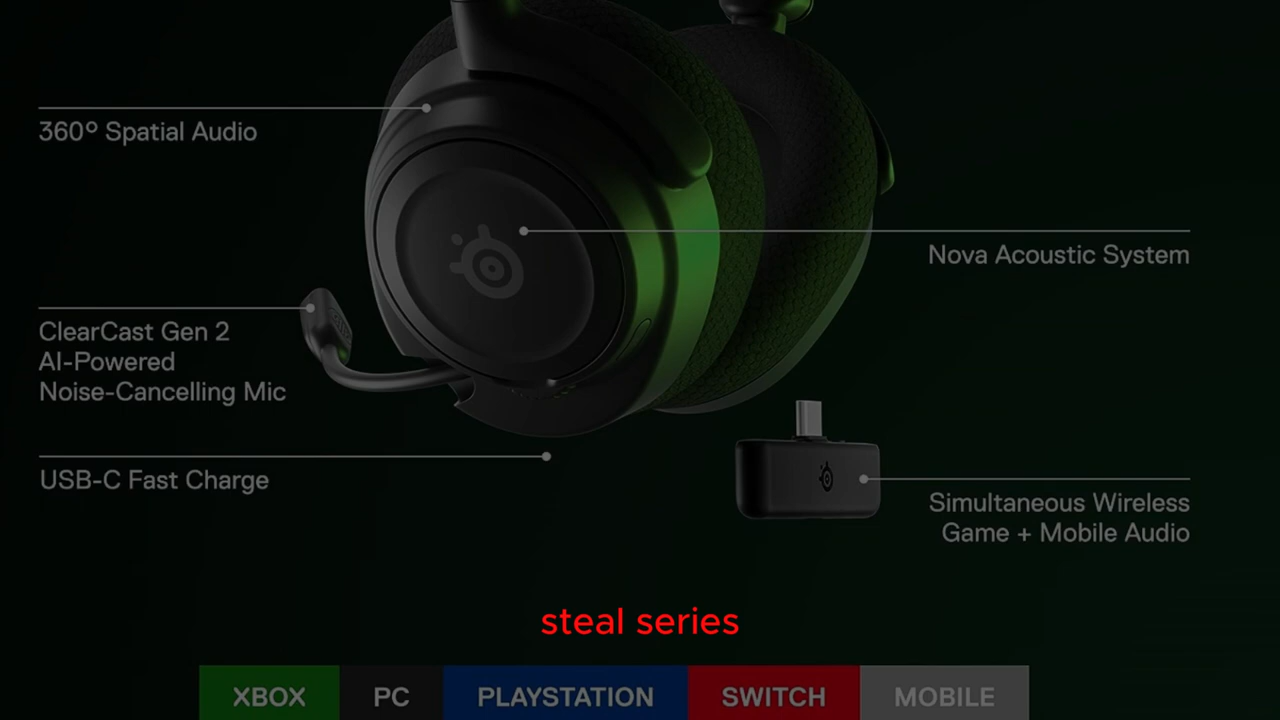 360° Spatial Audio
Nova Acoustic System
ClearCast Gen 2
AI-Powered
Noise-Cancelling Mic
USB-C Fast Charge
Simultaneous Wireless
Game + Mobile Audio
steal series
XBOX PC PLAYSTATION SWITCH MOBILE